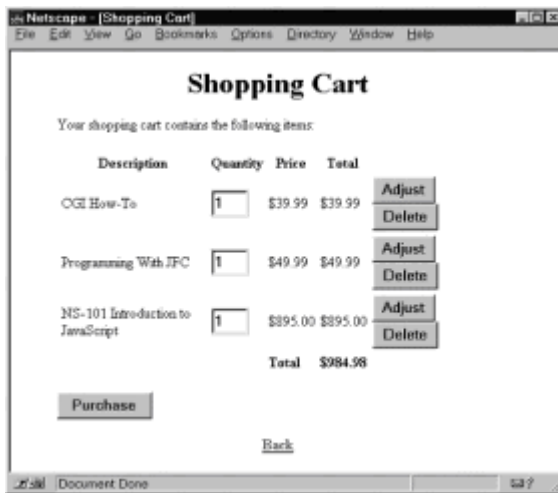 Netscape - [Shopping Cart]
File Edit View Go Bookmarks Options Directory Window Help
Shopping Cart
Your shopping cart contains the following items:
Description Quantity Price Total
CGI How-To 1 $39.99 $39.99 Adjust
Delete
Programming With JFC 1 $49.99 $49.99 Adjust
Delete
NS-101 Introduction to JavaScript 1 $895.00 $895.00 Adjust
Delete
Total $984.98
Purchase
Back
Document Done